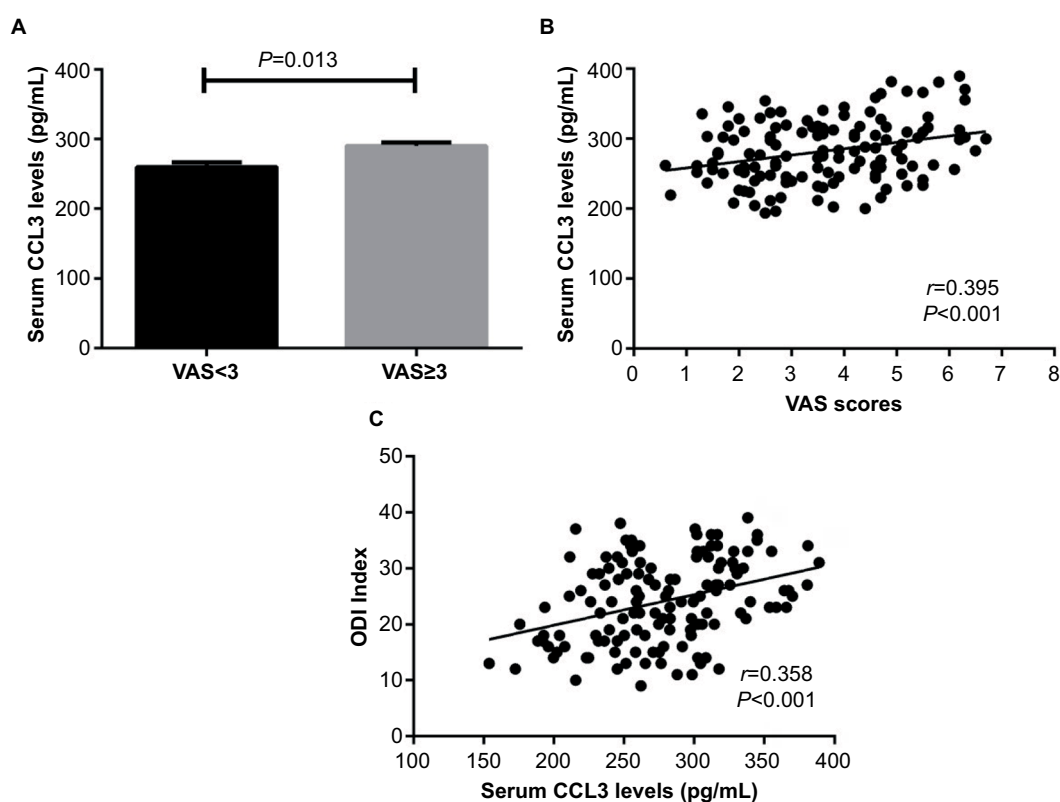 A
P=0.013
Serum CCL3 levels (pg/mL)
400
300
200
100
0
VAS<3
VAS≥3
B
Serum CCL3 levels (pg/mL)
400
300
200
100
0
r=0.395
P<0.001
0 1 2 3 4 5 6 7 8
VAS scores
C
ODI Index
50
40
30
20
10
0
r=0.358
P<0.001
100 150 200 250 300 350 400
Serum CCL3 levels (pg/mL)